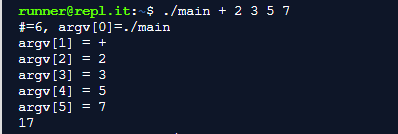 runner@repl.it:~$ ./main + 2 3 5 7
#=6, argv[0]=./main
argv[1] = +
argv[2] = 2
argv[3] = 3
argv[4] = 5
argv[5] = 7
17